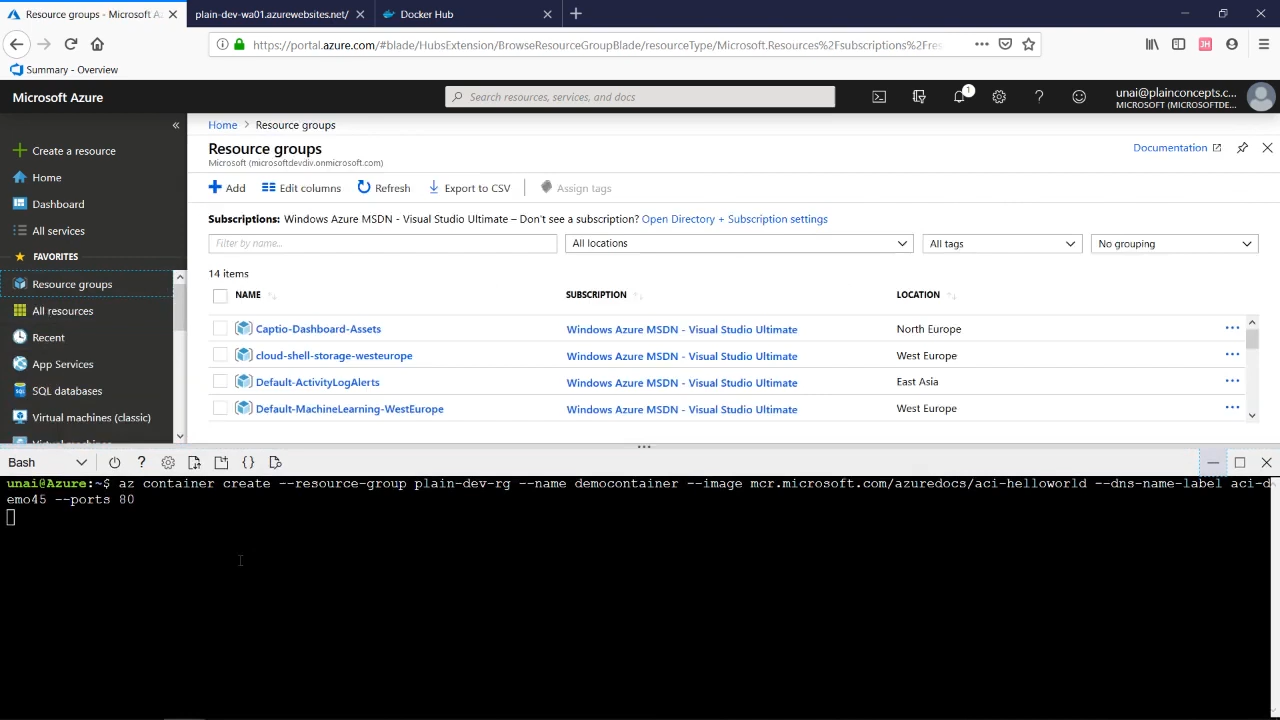 Resource groups - Microsoft Az
plain-dev-wa01.azurewebsites.net/
Docker Hub
https://portal.azure.com/#blade/HubsExtension/BrowseResourceGroupBlade/resourceType/Microsoft.Resources%2Fsubscriptions%2Fres
Summary - Overview
Microsoft Azure
Search resources, services, and docs
1
unai@plainconcepts.c...
MICROSOFT (MICROSOFTDE...
Create a resource
Home
Dashboard
All services
FAVORITES
Resource groups
All resources
Recent
App Services
SQL databases
Virtual machines (classic)
Virtual machines
Home > Resource groups
Resource groups
Microsoft (microsoftdevdiv.onmicrosoft.com)
Documentation
Add
Edit columns
Refresh
Export to CSV
Assign tags
Subscriptions: Windows Azure MSDN - Visual Studio Ultimate – Don't see a subscription? Open Directory + Subscription settings
Filter by name...
All locations
All tags
No grouping
14 items
NAME SUBSCRIPTION LOCATION
Captio-Dashboard-Assets Windows Azure MSDN - Visual Studio Ultimate North Europe
cloud-shell-storage-westeurope Windows Azure MSDN - Visual Studio Ultimate West Europe
Default-ActivityLogAlerts Windows Azure MSDN - Visual Studio Ultimate East Asia
Default-MachineLearning-WestEurope Windows Azure MSDN - Visual Studio Ultimate West Europe
Bash
unai@Azure:~$ az container create --resource-group plain-dev-rg --name democontainer --image mcr.microsoft.com/azuredocs/aci-helloworld --dns-name-label aci-d
emo45 --ports 80